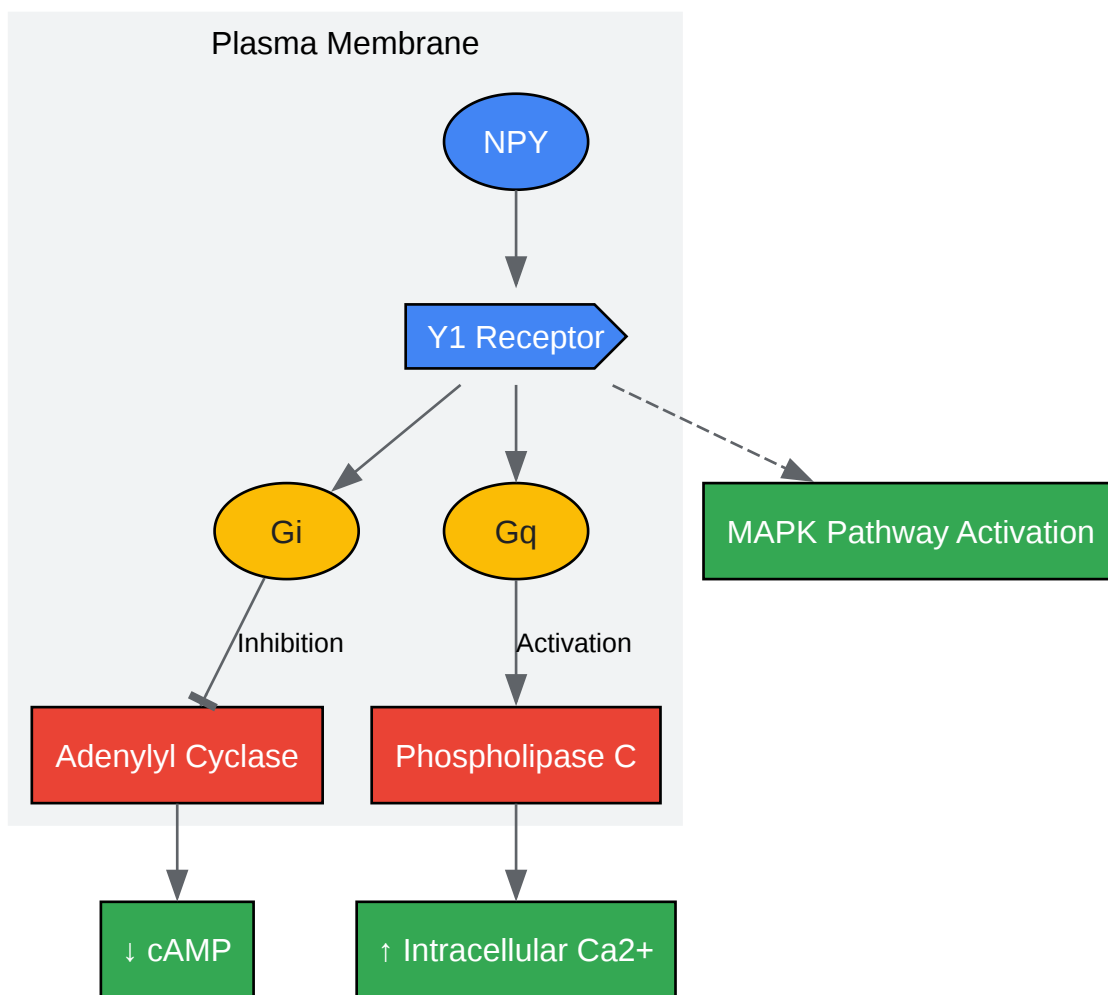 Plasma Membrane
NPY
Y1 Receptor
Gi
Gq
MAPK Pathway Activation
Inhibition
Activation
Adenylyl Cyclase
Phospholipase C
↓ cAMP
↑ Intracellular Ca2+